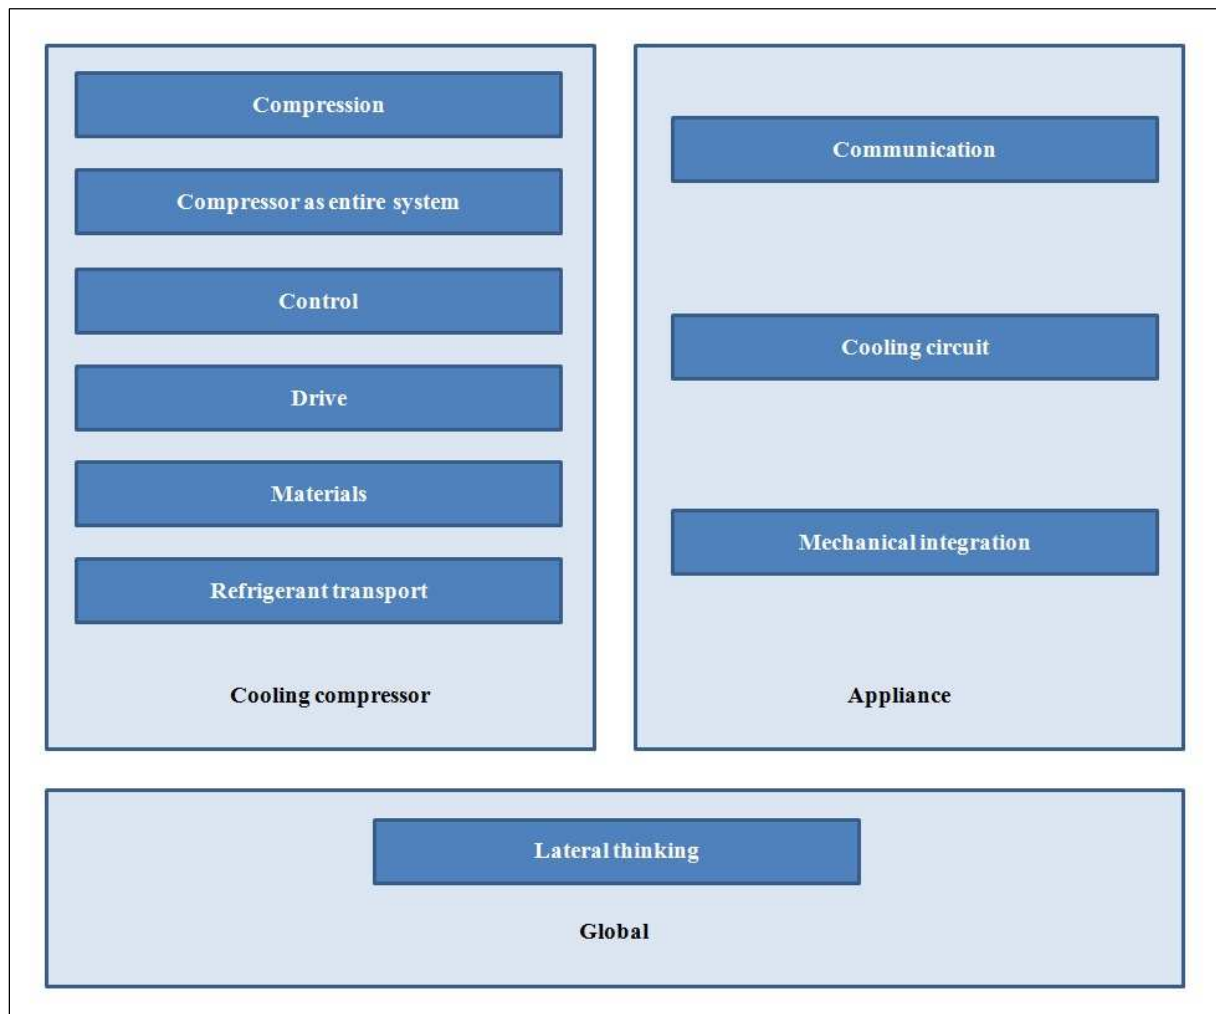 Compression
Compressor as entire system
Control
Drive
Materials
Refrigerant transport
Cooling compressor
Communication
Cooling circuit
Mechanical integration
Appliance
Lateral thinking
Global